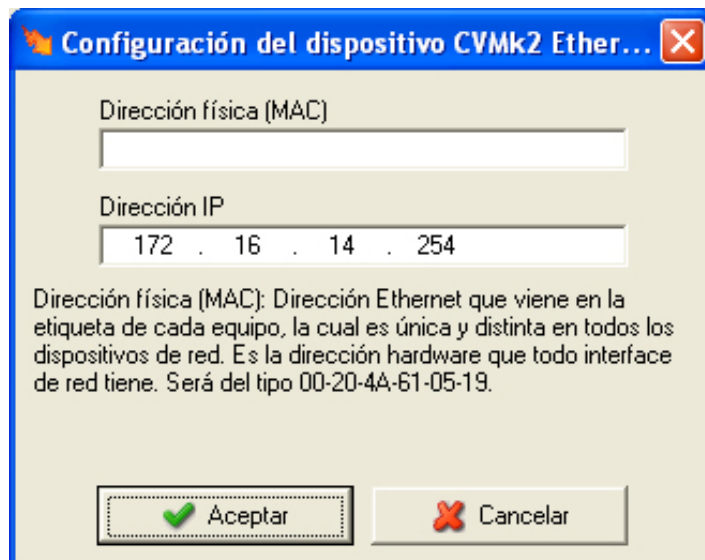 Configuración del dispositivo CVMk2 Ether...
Dirección física (MAC)
Dirección IP
172 . 16 . 14 . 254
Dirección física (MAC): Dirección Ethernet que viene en la
etiqueta de cada equipo, la cual es única y distinta en todos los
dispositivos de red. Es la dirección hardware que todo interface
de red tiene. Será del tipo 00-20-4A-61-05-19.
Aceptar
Cancelar